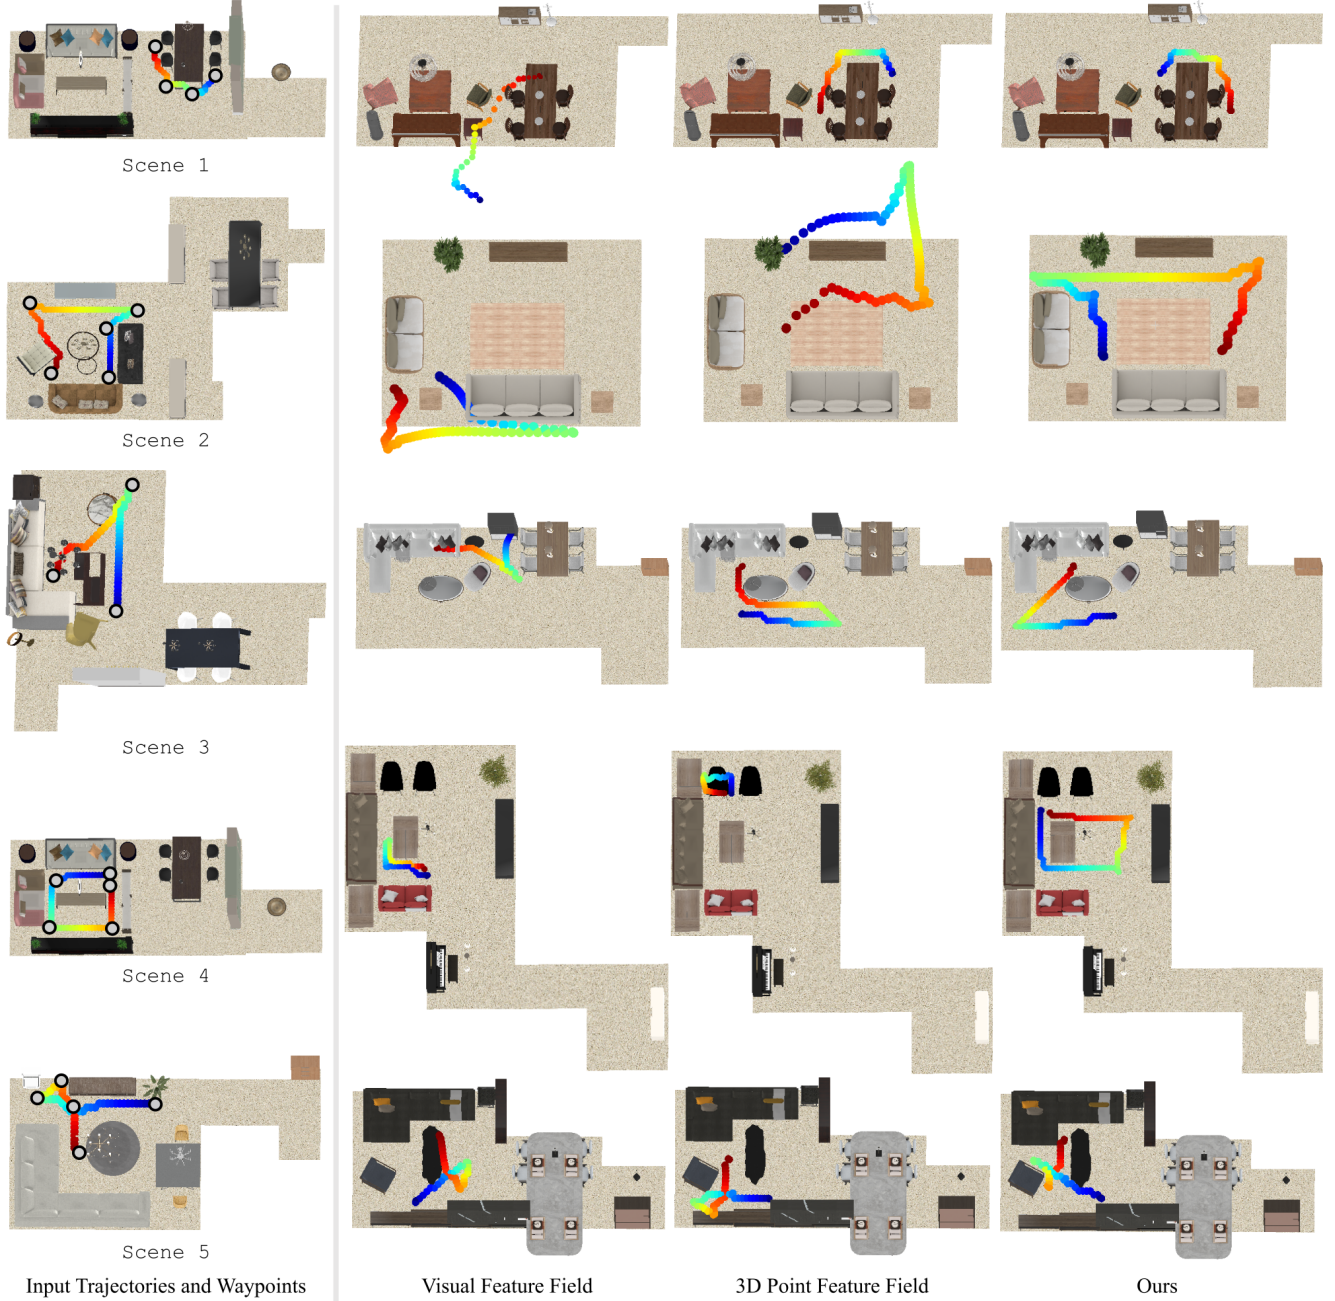 Scene 1
Scene 2
Scene 3
Scene 4
Scene 5
Input Trajectories and Waypoints
Visual Feature Field
3D Point Feature Field
Ours